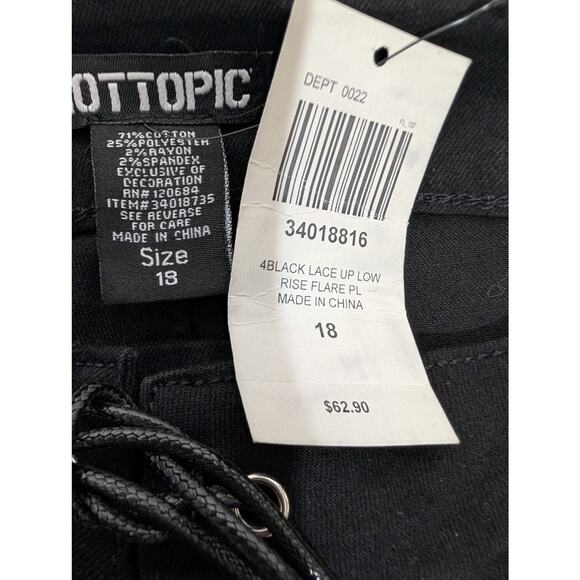 HOTTOPIC
71% COTTON
25% POLYESTER
2% RAYON
2% SPANDEX
EXCLUSIVE OF
DECORATION
RN# 120684
ITEM#34018735
SEE REVERSE
FOR CARE
MADE IN CHINA
Size
18
DEPT 0022
34018816
4BLACK LACE UP LOW
RISE FLARE PL
MADE IN CHINA
18
$62.90